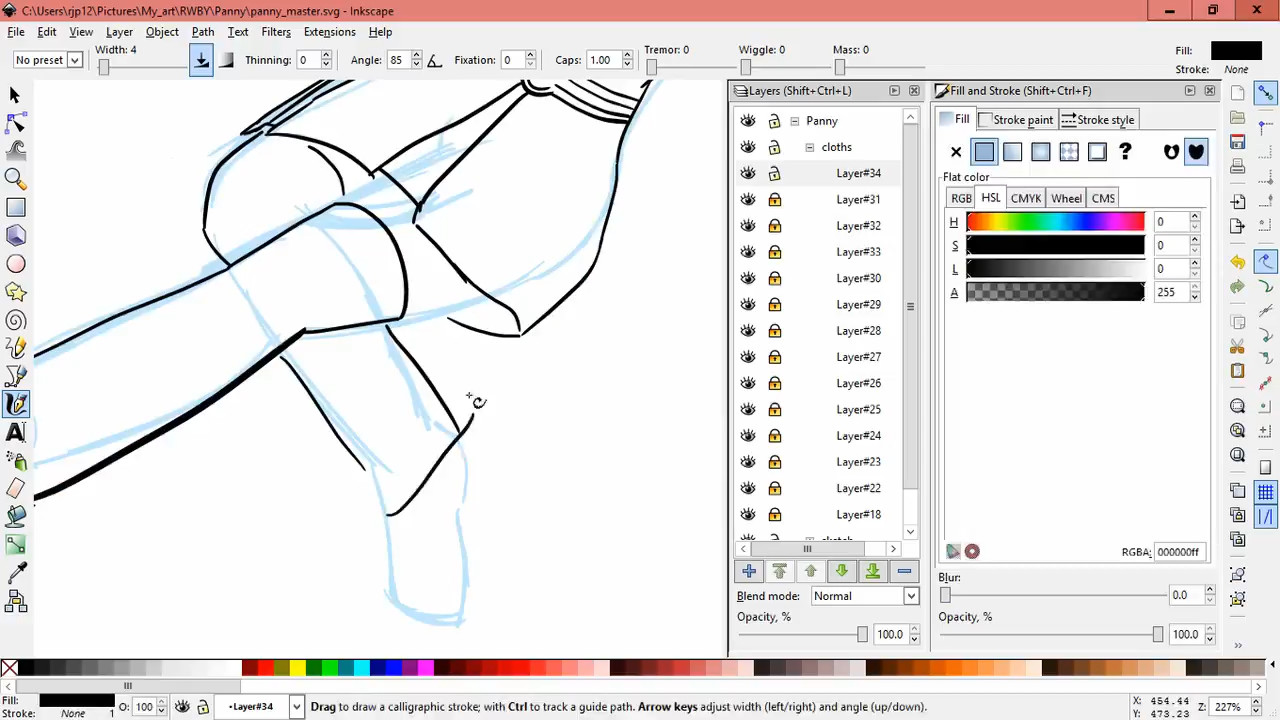 C:\Users\rjp12\Pictures\My_art\RWBY\Panny\panny_master.svg - Inkscape
File Edit View Layer Object Path Text Filters Extensions Help
No preset Width: 4 Thinning: 0 Angle: 85 Fixation: 0 Caps: 1.00 Tremor: 0 Wiggle: 0 Mass: 0 Fill: Stroke: None
Layers (Shift+Ctrl+L)
Panny
cloths
Layer#34
Layer#31
Layer#32
Layer#33
Layer#30
Layer#29
Layer#28
Layer#27
Layer#26
Layer#25
Layer#24
Layer#23
Layer#22
Layer#18
Blend mode: Normal
Opacity, %
100.0
Fill and Stroke (Shift+Ctrl+F)
Fill Stroke paint Stroke style
?
Flat color
RGB HSL CMYK Wheel CMS
H 0
S 0
L 0
A 255
RGBA: 000000ff
Blur:
0.0
Opacity, %
100.0
Fill:
Stroke: None 1
O: 100
•Layer#34
Drag to draw a calligraphic stroke; with Ctrl to track a guide path. Arrow keys adjust width (left/right) and angle (up/down).
X: 454.44
Y: 473.23
Z: 227%